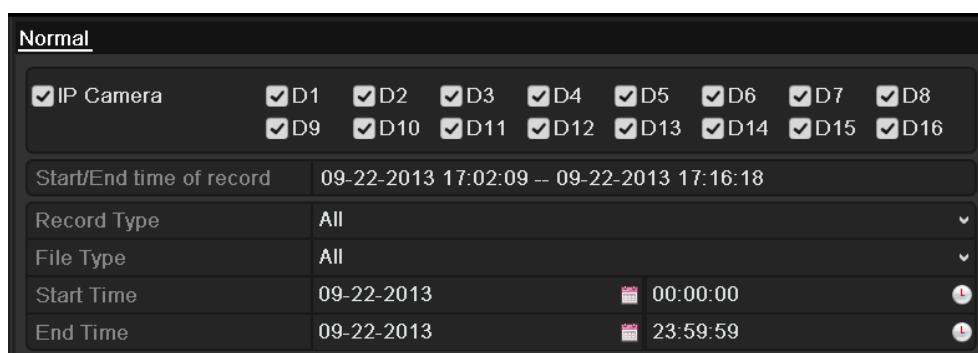 Normal
IP Camera D1 D2 D3 D4 D5 D6 D7 D8
D9 D10 D11 D12 D13 D14 D15 D16
Start/End time of record 09-22-2013 17:02:09 -- 09-22-2013 17:16:18
Record Type All
File Type All
Start Time 09-22-2013 00:00:00
End Time 09-22-2013 23:59:59